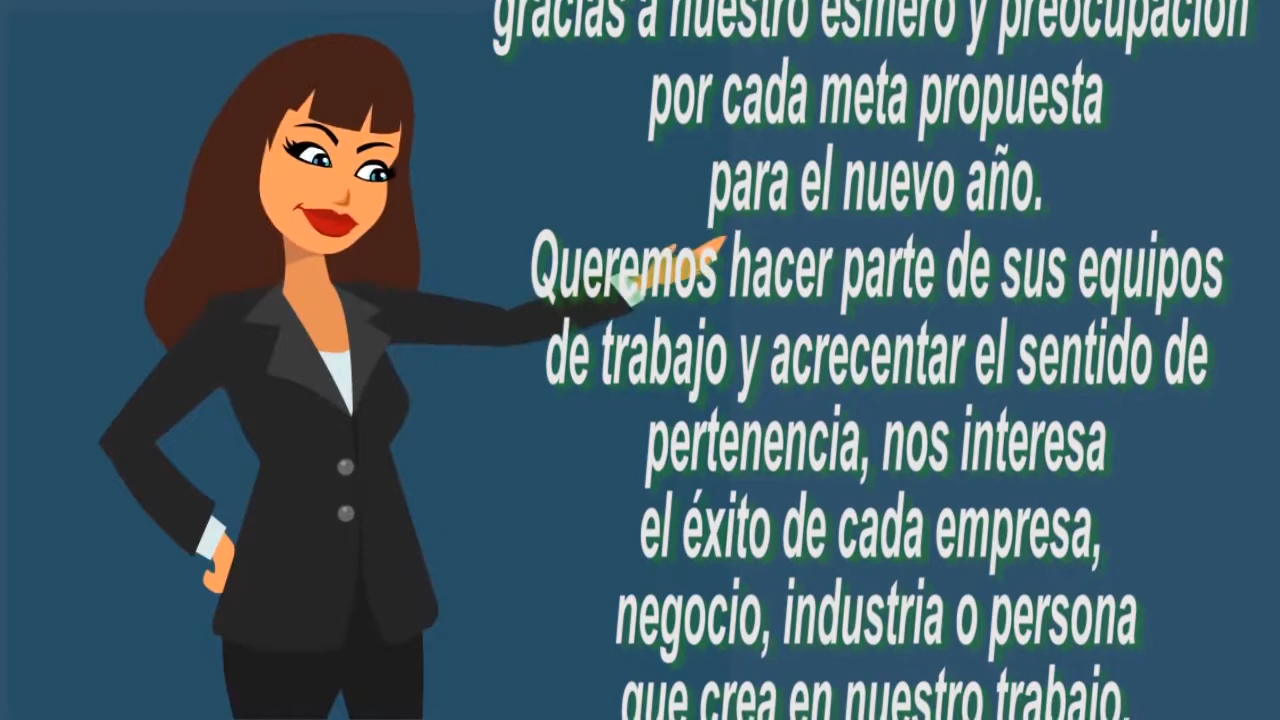 gracias a nuestro esmero y preocupación
por cada meta propuesta
para el nuevo año.
Queremos hacer parte de sus equipos
de trabajo y acrecentar el sentido de
pertenencia, nos interesa
el éxito de cada empresa,
negocio, industria o persona
que crea en nuestro trabajo.